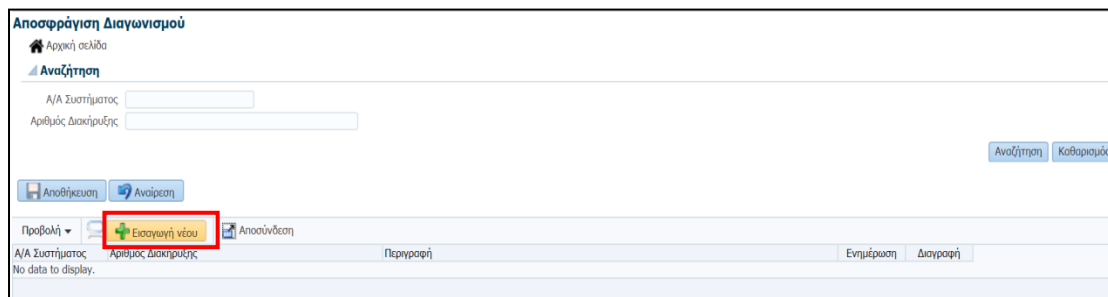 Αποσφράγιση Διαγωνισμού
Αρχική σελίδα
Αναζήτηση
Α/Α Συστήματος
Αριθμός Διακήρυξης
Αναζήτηση Καθαρισμός
Αποθήκευση Αναίρεση
Προβολή Εισαγωγή νέου Αποσύνδεση
Α/Α Συστήματος Αριθμός Διακήρυξης Περιγραφή Ενημέρωση Διαγραφή
No data to display.